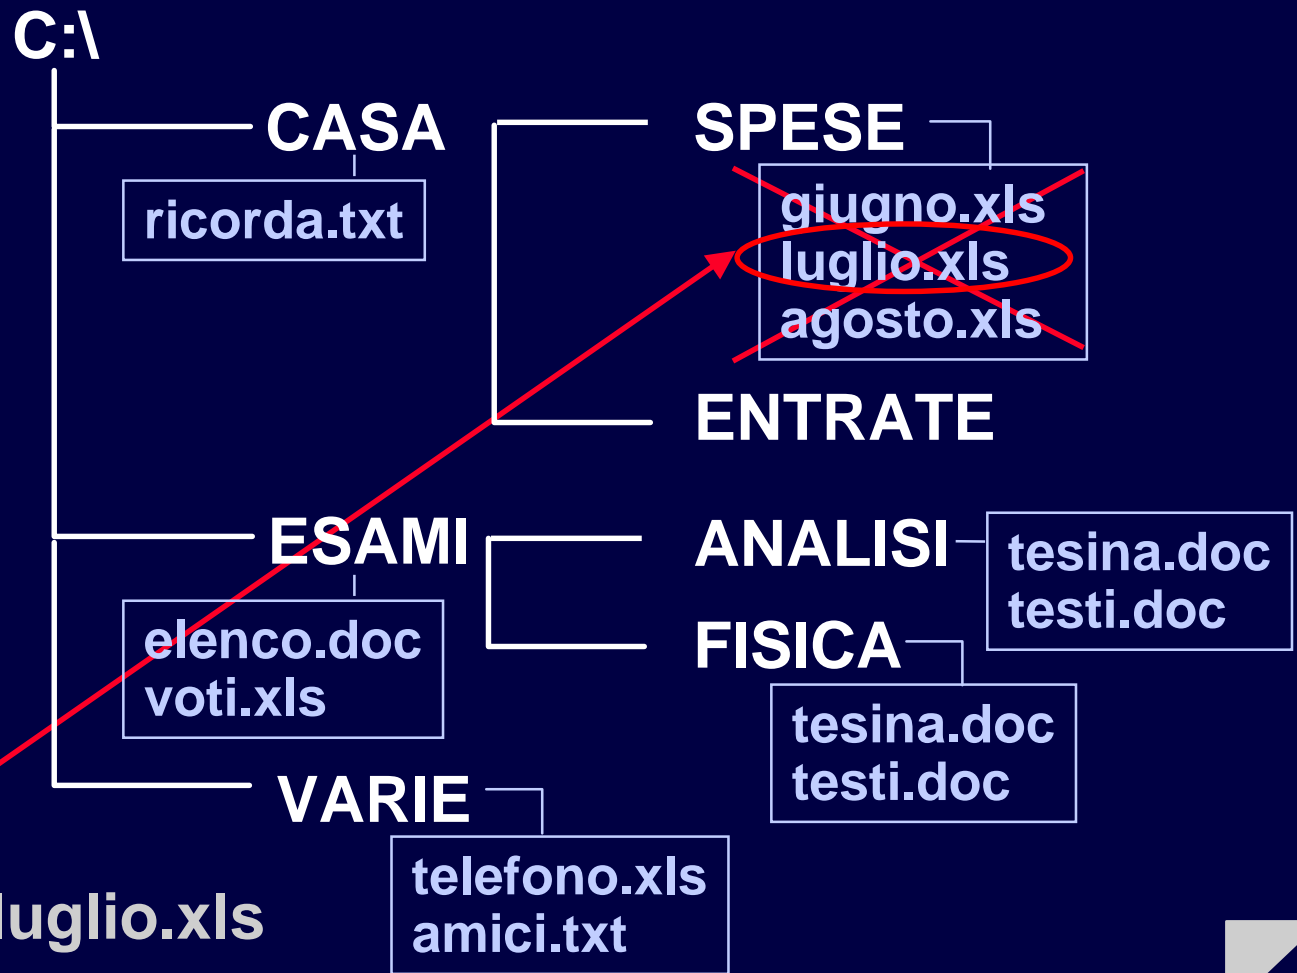 C:\
CASA
ricorda.txt
SPESE
giugno.xls
luglio.xls
agosto.xls
ENTRATE
ESAMI
elenco.doc
voti.xls
ANALISI
tesina.doc
testi.doc
FISICA
tesina.doc
testi.doc
VARIE
telefono.xls
amici.txt
luglio.xls